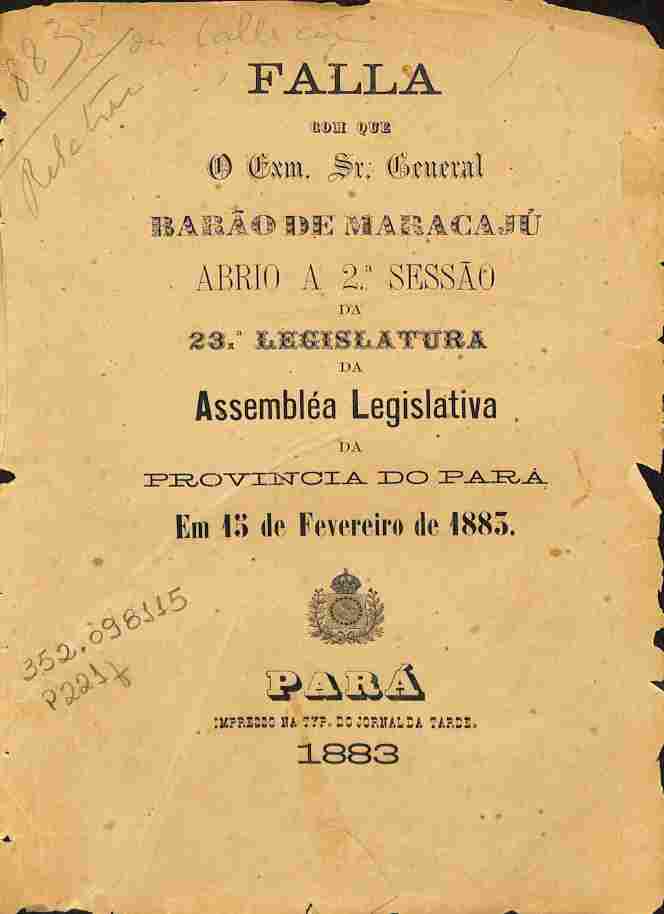 FALLA
COM QUE
O Exm. Sr. General
BARÃO DE MARACAJÚ
ABRIO A 2.ª SESSÃO
DA
23.ª LEGISLATURA
DA
Assembléa Legislativa
DA
PROVINCIA DO PARÁ
Em 15 de Fevereiro de 1883.
352.098115
P221f
PARÁ
IMPRESSO NA TYP. DO JORNAL DA TARDE.
1883